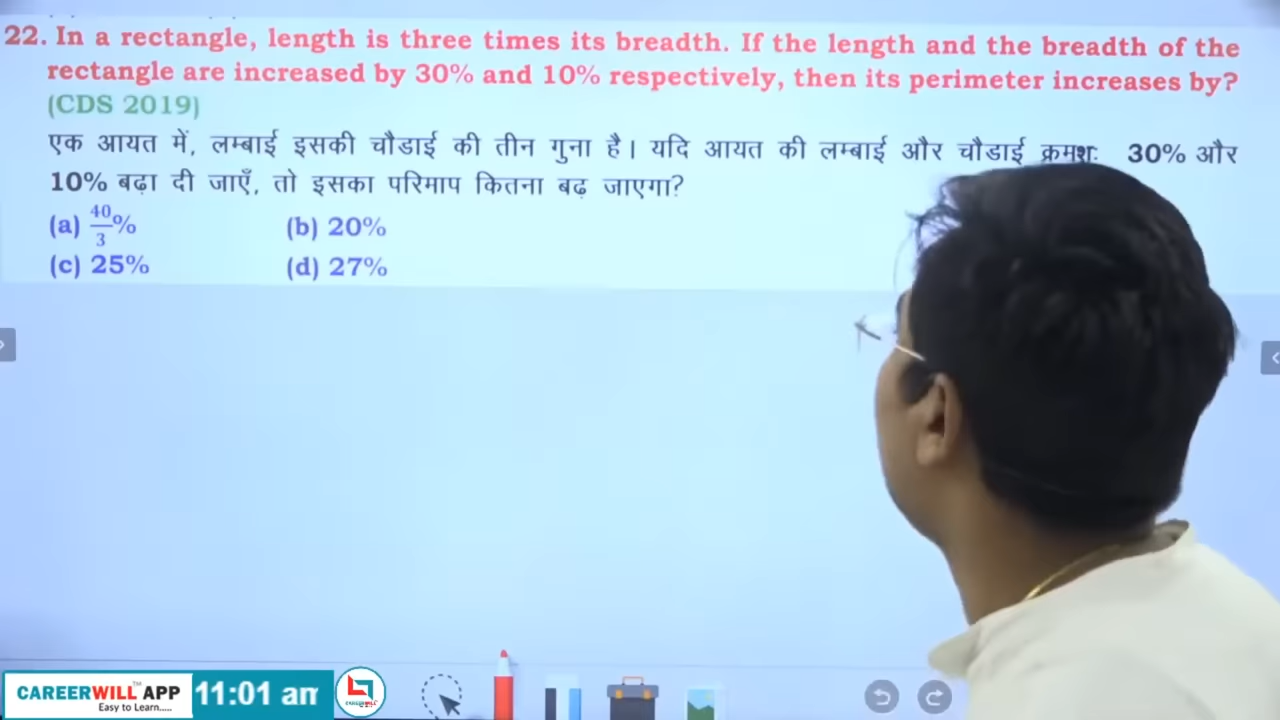 22. In a rectangle, length is three times its breadth. If the length and the breadth of the
rectangle are increased by 30% and 10% respectively, then its perimeter increases by?
(CDS 2019)
एक आयत में, लम्बाई इसकी चौडाई की तीन गुना है। यदि आयत की लम्बाई और चौडाई क्रमशः 30% और
10% बढ़ा दी जाएँ, तो इसका परिमाप कितना बढ़ जाएगा?
(a) 40/3% (b) 20%
(c) 25% (d) 27%
CAREERWILL™ APP
Easy to Learn.....
11:01 am
CAREERWILL